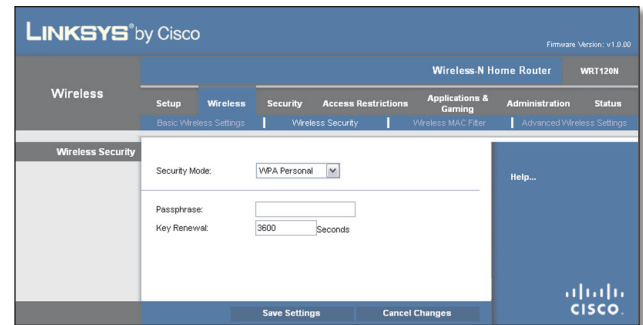 LINKSYS® by Cisco
Firmware Version: v1.0.00
Wireless-N Home Router WRT120N
Wireless
Setup Wireless Security Access Restrictions Applications & Gaming Administration Status
Basic Wireless Settings Wireless Security Wireless MAC Filter Advanced Wireless Settings
Wireless Security
Security Mode: WPA Personal
Help...
Passphrase:
Key Renewal: 3600 Seconds
Save Settings Cancel Changes
CISCO.